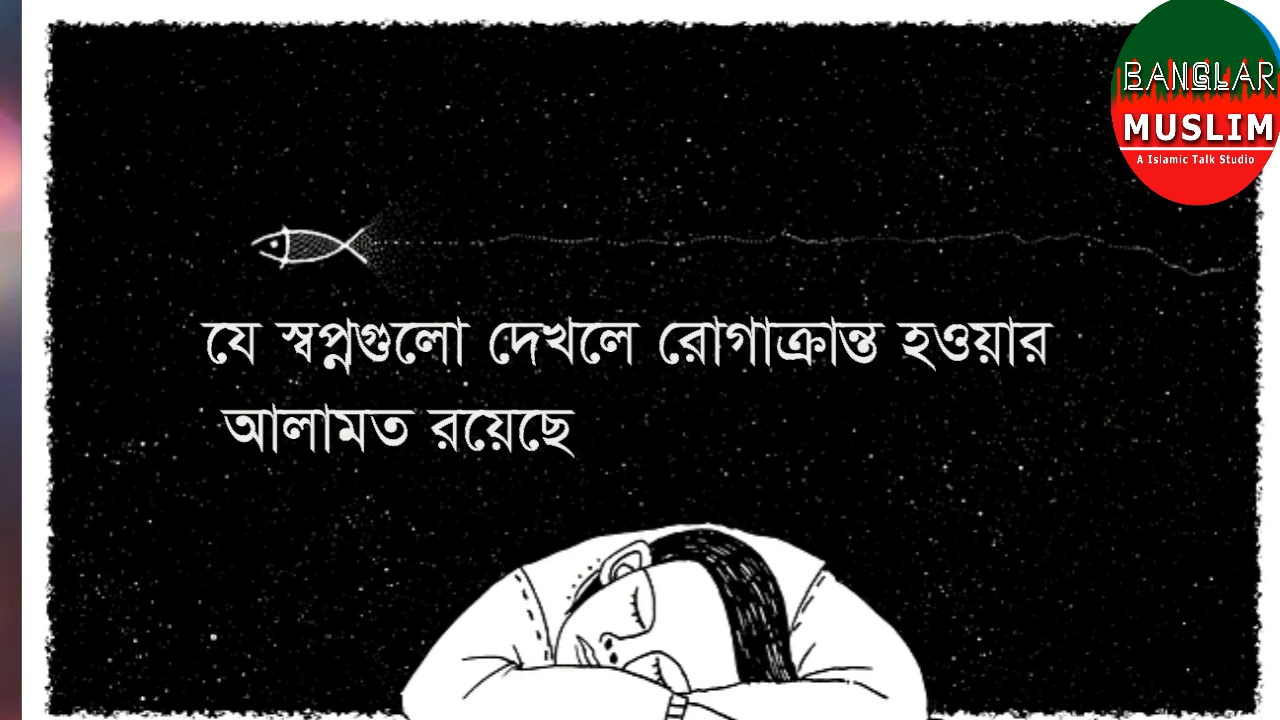 BANGLAR
MUSLIM
A Islamic Talk Studio
যে স্বপ্নগুলো দেখলে রোগাক্রান্ত হওয়ার
আলামত রয়েছে